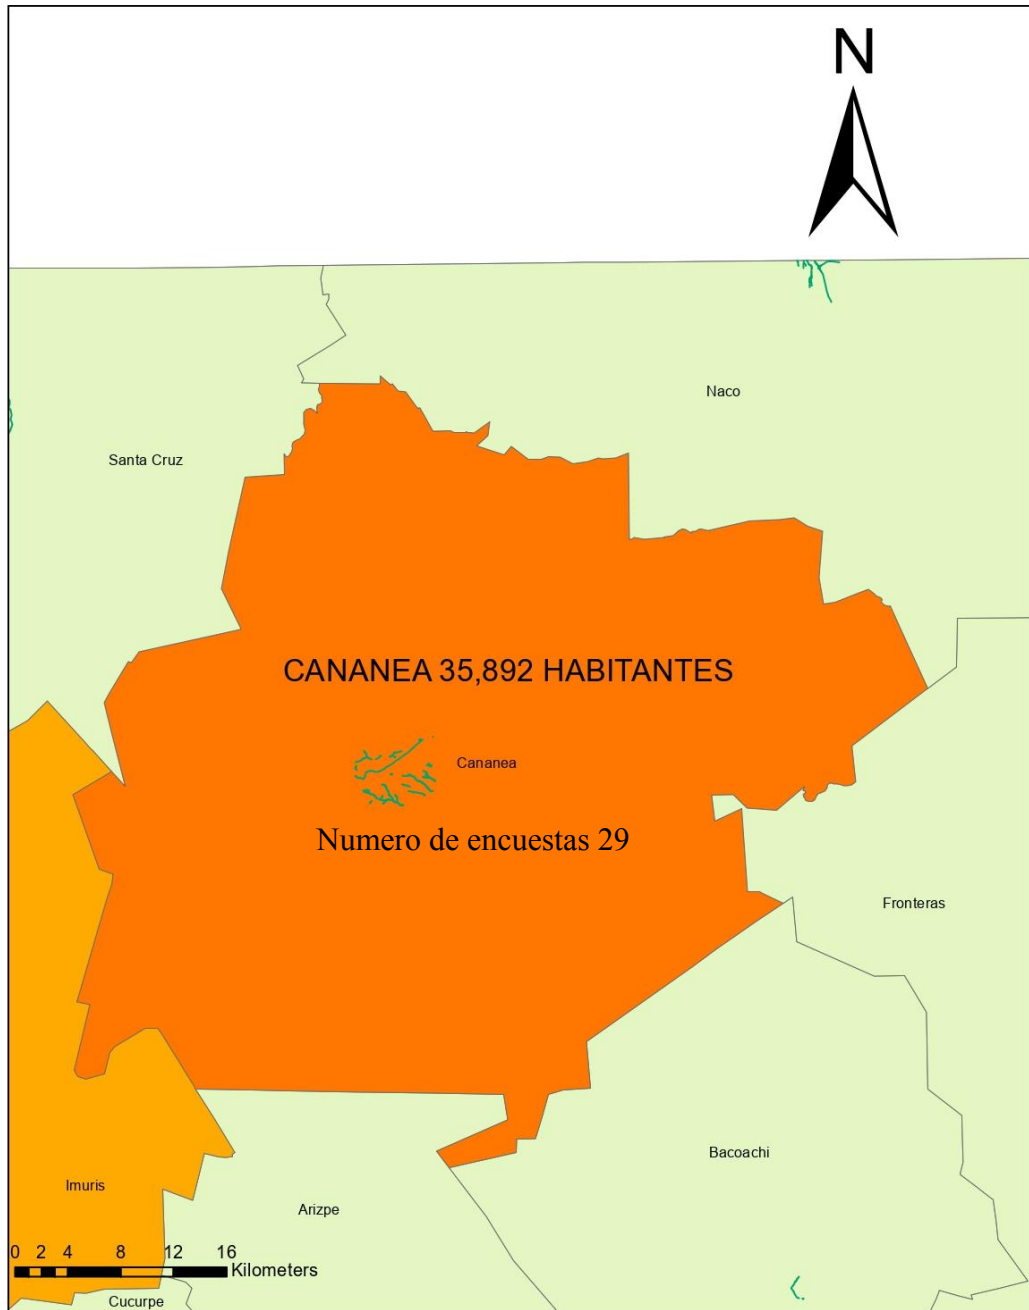 N
Naco
Santa Cruz
CANANEA 35,892 HABITANTES
Cananea
Numero de encuestas 29
Fronteras
Bacoachi
Imuris
Arizpe
0 2 4 8 12 16
Kilometers
Cucurpe